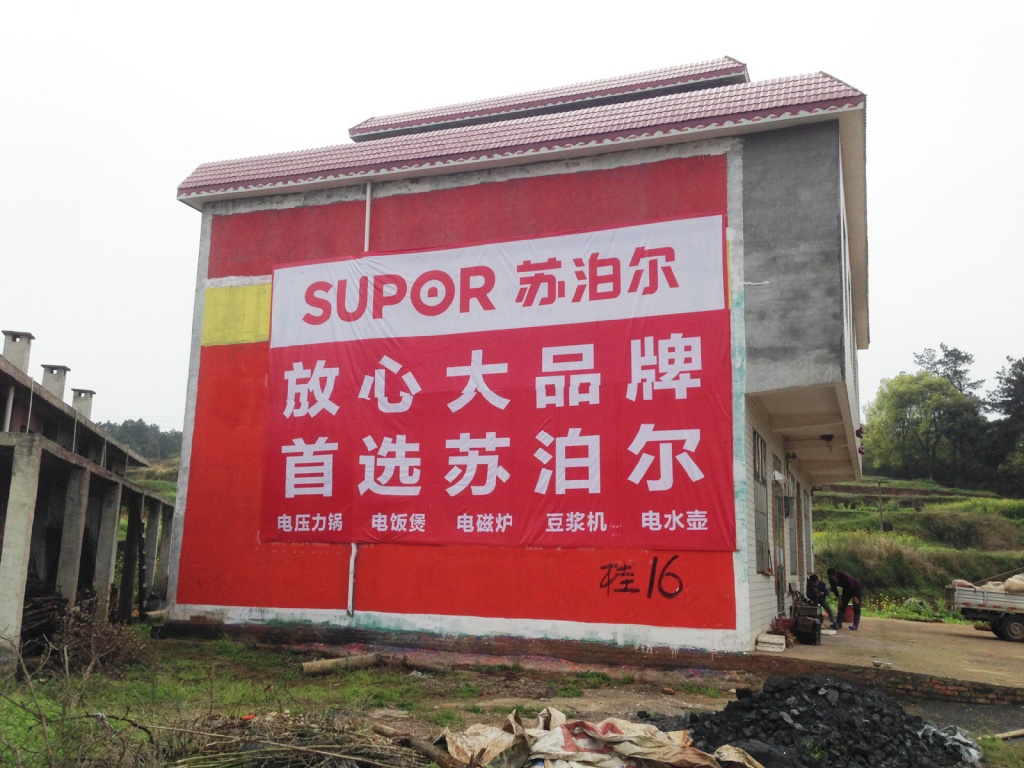 SUPOR 苏泊尔
放心大品牌
首选苏泊尔
电压力锅 电饭煲 电磁炉 豆浆机 电水壶
桂16